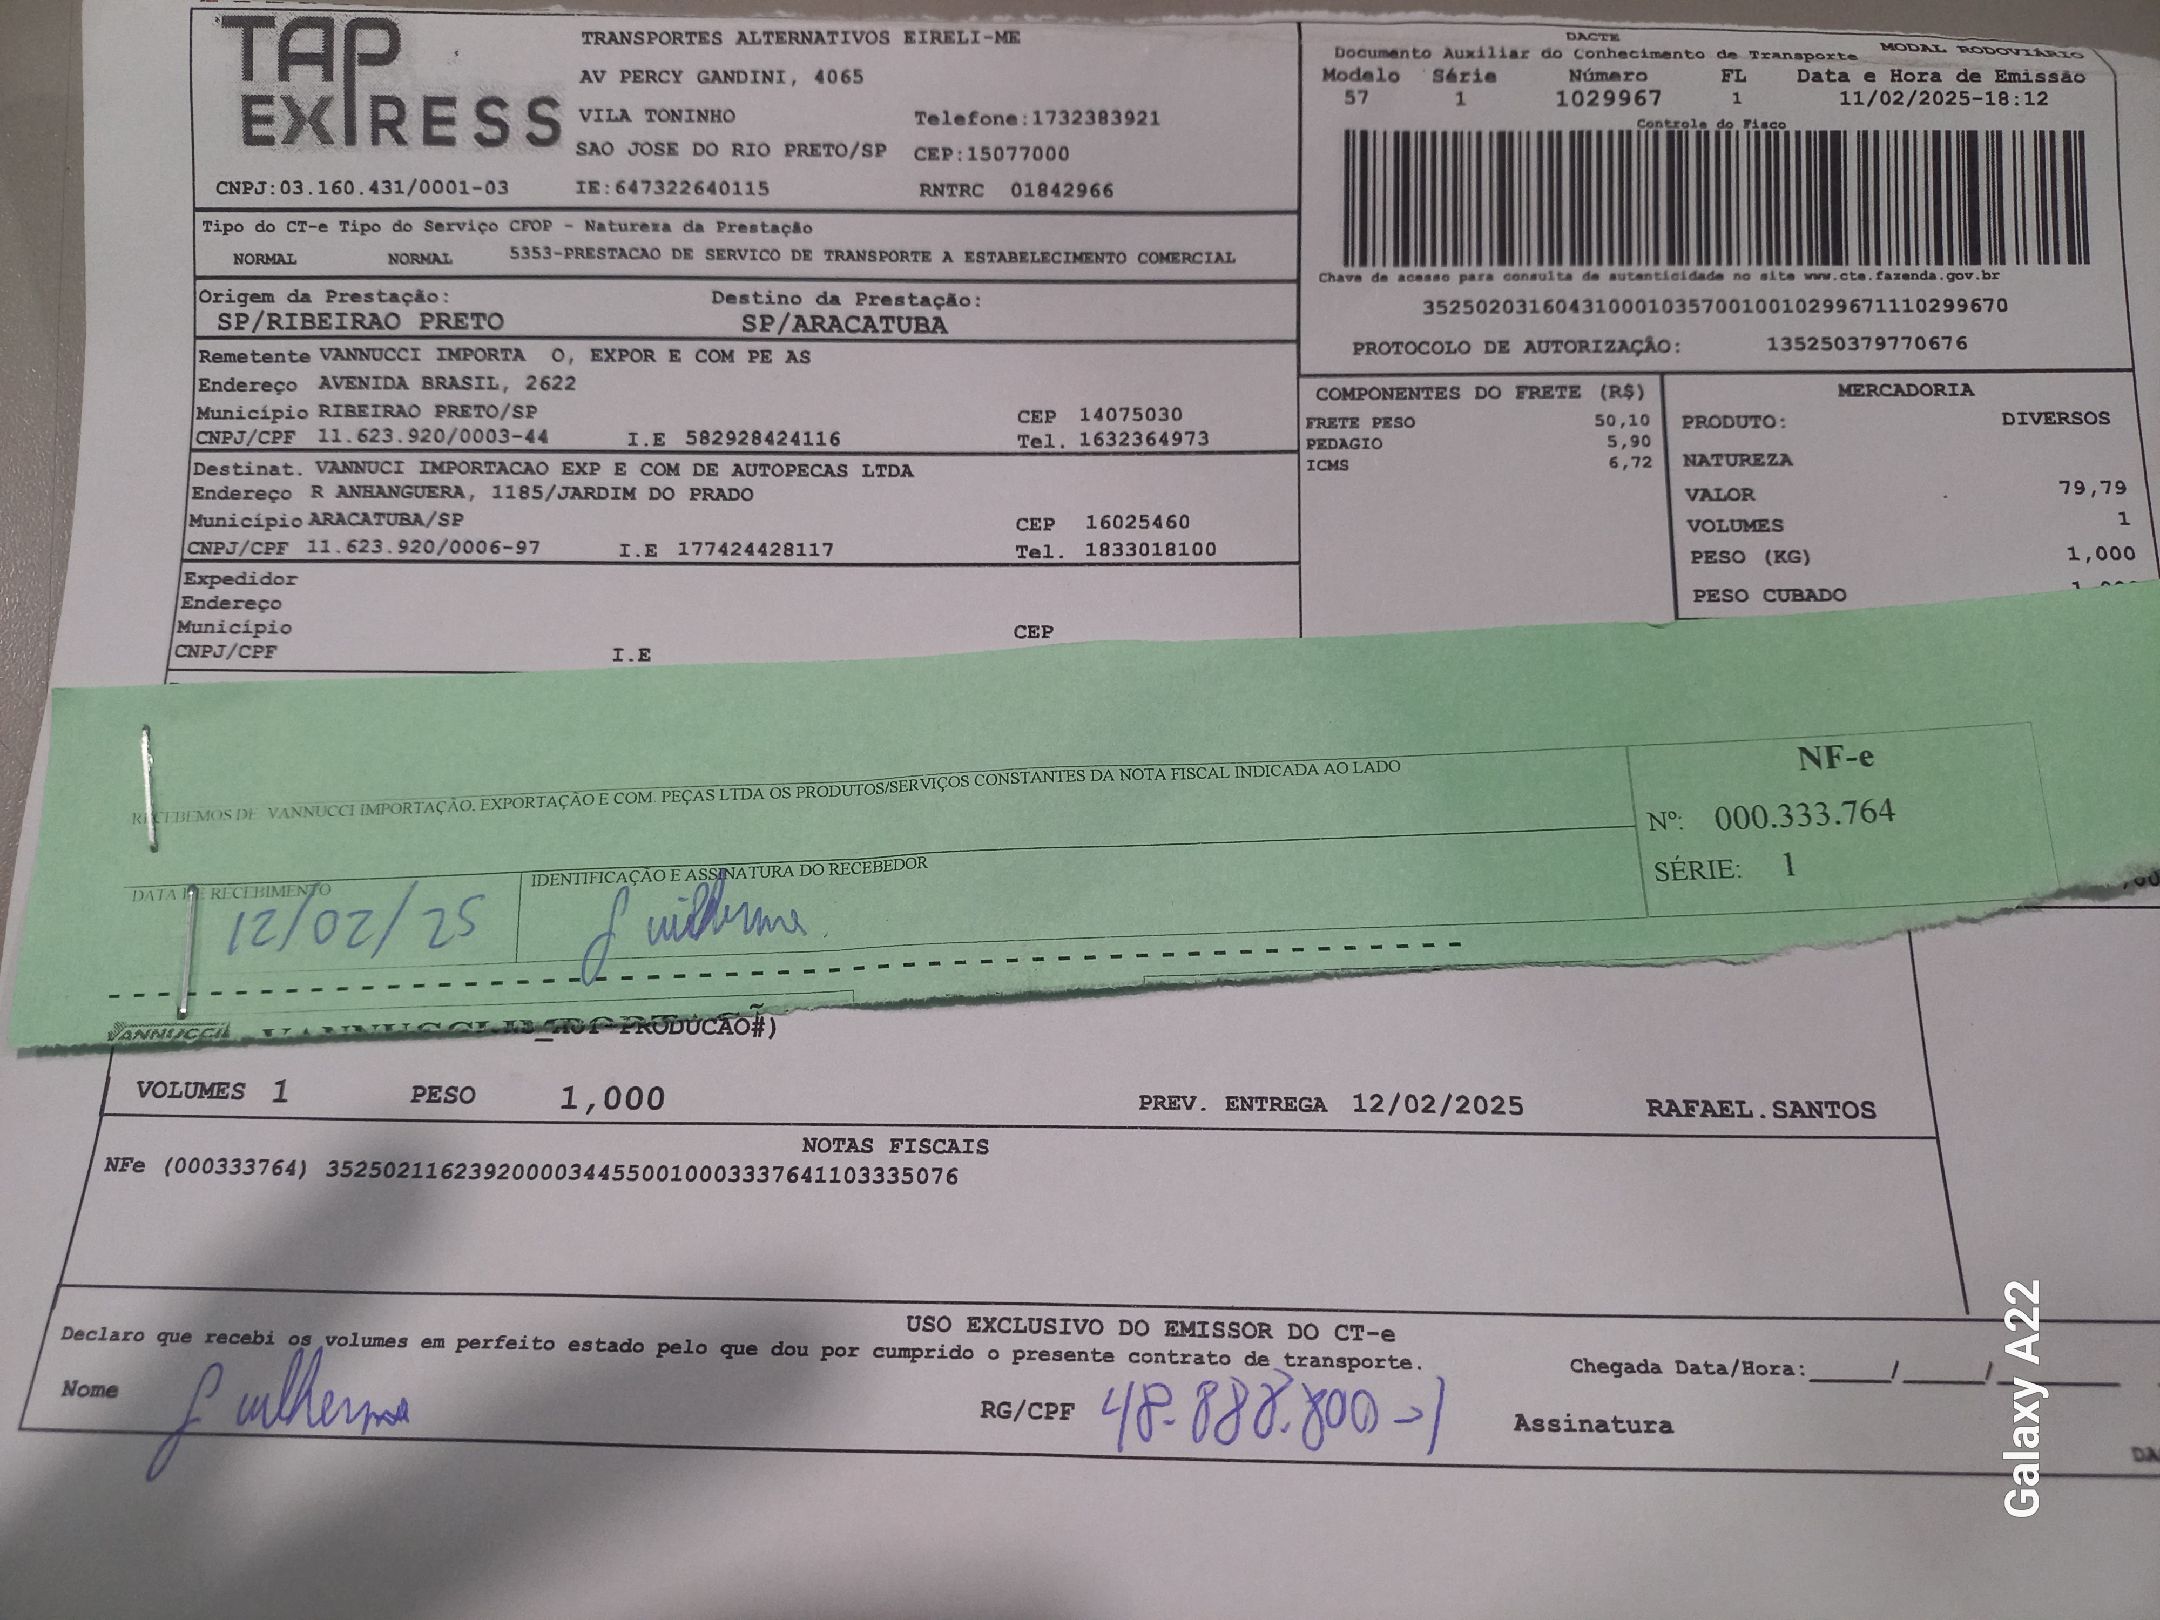 TAP EXPRESS
TRANSPORTES ALTERNATIVOS EIRELI-ME
AV PERCY GANDINI, 4065
VILA TONINHO Telefone:1732383921
SAO JOSE DO RIO PRETO/SP CEP:15077000
CNPJ:03.160.431/0001-03 IE:647322640115 RNTRC 01842966
DACTE
Documento Auxiliar do Conhecimento de Transporte MODAL RODOVIÁRIO
Modelo Série Número FL Data e Hora de Emissão
57 1 1029967 1 11/02/2025-18:12
Controle do Fisco
Chave de acesso para consulta de autenticidade no site www.cte.fazenda.gov.br
35250203160431000103570010010299671110299670
PROTOCOLO DE AUTORIZAÇÃO: 135250379770676
Tipo do CT-e Tipo do Serviço CFOP - Natureza da Prestação
NORMAL NORMAL 5353-PRESTACAO DE SERVICO DE TRANSPORTE A ESTABELECIMENTO COMERCIAL
Origem da Prestação: Destino da Prestação:
SP/RIBEIRAO PRETO SP/ARACATUBA
Remetente VANNUCCI IMPORTA O, EXPOR E COM PE AS
Endereço AVENIDA BRASIL, 2622
Município RIBEIRAO PRETO/SP CEP 14075030
CNPJ/CPF 11.623.920/0003-44 I.E 582928424116 Tel. 1632364973
Destinat. VANNUCI IMPORTACAO EXP E COM DE AUTOPECAS LTDA
Endereço R ANHANGUERA, 1185/JARDIM DO PRADO
Município ARACATUBA/SP CEP 16025460
CNPJ/CPF 11.623.920/0006-97 I.E 177424428117 Tel. 1833018100
Expedidor
Endereço
Município CEP
CNPJ/CPF I.E
COMPONENTES DO FRETE (R$)
FRETE PESO 50,10
PEDAGIO 5,90
ICMS 6,72
MERCADORIA
PRODUTO: DIVERSOS
NATUREZA
VALOR 79,79
VOLUMES 1
PESO (KG) 1,000
PESO CUBADO
RECEBEMOS DE VANNUCCI IMPORTAÇÃO, EXPORTAÇÃO E COM. PEÇAS LTDA OS PRODUTOS/SERVIÇOS CONSTANTES DA NOTA FISCAL INDICADA AO LADO
NF-e
Nº: 000.333.764
SÉRIE: 1
DATA DE RECEBIMENTO IDENTIFICAÇÃO E ASSINATURA DO RECEBEDOR
12/02/25 Guilherme
VANNUCCI PRODUCAO#)
VOLUMES 1 PESO 1,000 PREV. ENTREGA 12/02/2025 RAFAEL.SANTOS
NOTAS FISCAIS
NFe (000333764) 35250211623920000344550010003337641103335076
USO EXCLUSIVO DO EMISSOR DO CT-e
Declaro que recebi os volumes em perfeito estado pelo que dou por cumprido o presente contrato de transporte.
Chegada Data/Hora:_____/_____/_______
Nome Guilherme RG/CPF 48.888.800-1 Assinatura
Galaxy A22